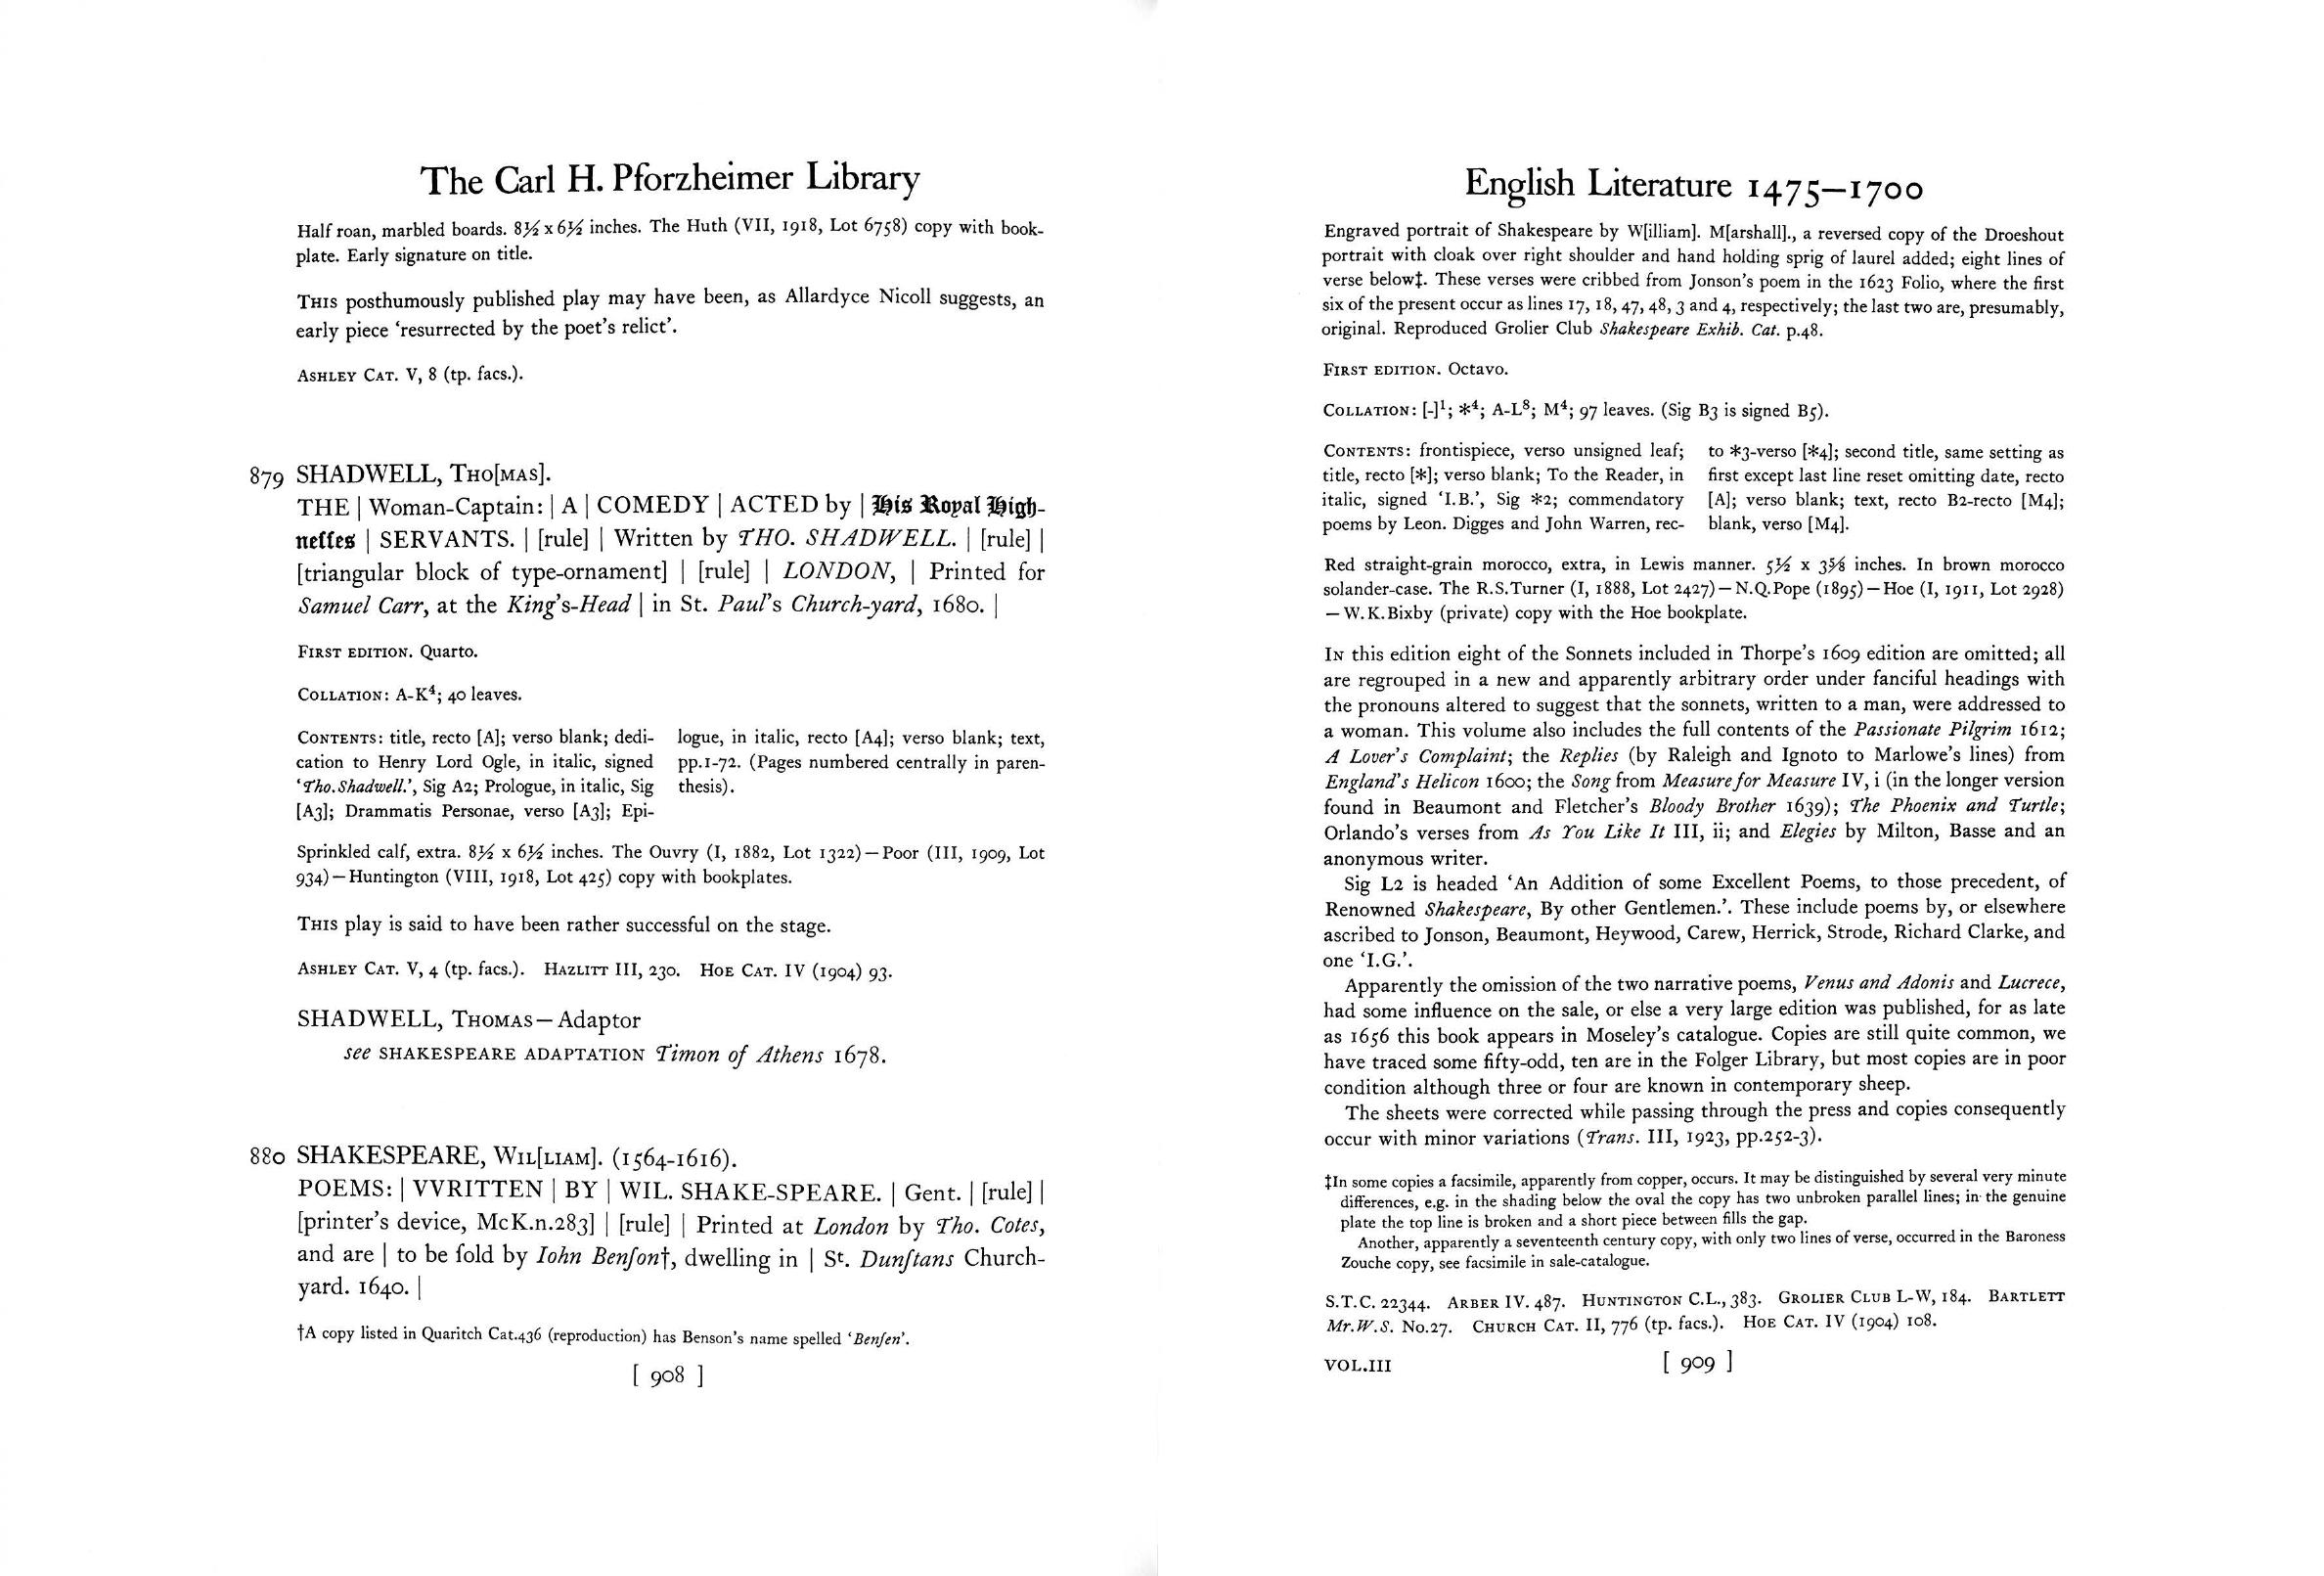 The Carl H. Pforzheimer Library
Half roan, marbled boards. 8½ x 6½ inches. The Huth (VII, 1918, Lot 6758) copy with book-
plate. Early signature on title.
THIS posthumously published play may have been, as Allardyce Nicoll suggests, an
early piece ‘resurrected by the poet's relict’.
ASHLEY CAT. V, 8 (tp. facs.).
879 SHADWELL, THO[MAS].
THE | Woman-Captain: | A | COMEDY | ACTED by | His Royal High-
neſſes | SERVANTS. | [rule] | Written by THO. SHADWELL. | [rule] |
[triangular block of type-ornament] | [rule] | LONDON, | Printed for
Samuel Carr, at the King's-Head | in St. Paul's Church-yard, 1680. |
FIRST EDITION. Quarto.
COLLATION: A-K⁴; 40 leaves.
CONTENTS: title, recto [A]; verso blank; dedi-
cation to Henry Lord Ogle, in italic, signed
‘Tho.Shadwell.’, Sig A2; Prologue, in italic, Sig
[A3]; Drammatis Personae, verso [A3]; Epi-
logue, in italic, recto [A4]; verso blank; text,
pp.1-72. (Pages numbered centrally in paren-
thesis).
Sprinkled calf, extra. 8½ x 6½ inches. The Ouvry (I, 1882, Lot 1322)—Poor (III, 1909, Lot
934)—Huntington (VIII, 1918, Lot 425) copy with bookplates.
THIS play is said to have been rather successful on the stage.
ASHLEY CAT. V, 4 (tp. facs.). HAZLITT III, 230. HOE CAT. IV (1904) 93.
SHADWELL, THOMAS—Adaptor
see SHAKESPEARE ADAPTATION Timon of Athens 1678.
880 SHAKESPEARE, WIL[LIAM]. (1564-1616).
POEMS: | VVRITTEN | BY | WIL. SHAKE-SPEARE. | Gent. | [rule] |
[printer's device, McK.n.283] | [rule] | Printed at London by Tho. Cotes,
and are | to be ſold by Iohn Benſon†, dwelling in | Sᵗ. Dunſtans Church-
yard. 1640. |
†A copy listed in Quaritch Cat.436 (reproduction) has Benson's name spelled ‘Benſen’.
[ 908 ]
English Literature 1475—1700
Engraved portrait of Shakespeare by W[illiam]. M[arshall]., a reversed copy of the Droeshout
portrait with cloak over right shoulder and hand holding sprig of laurel added; eight lines of
verse below‡. These verses were cribbed from Jonson's poem in the 1623 Folio, where the first
six of the present occur as lines 17, 18, 47, 48, 3 and 4, respectively; the last two are, presumably,
original. Reproduced Grolier Club Shakespeare Exhib. Cat. p.48.
FIRST EDITION. Octavo.
COLLATION: [-]¹; *⁴; A-L⁸; M⁴; 97 leaves. (Sig B3 is signed B5).
CONTENTS: frontispiece, verso unsigned leaf;
title, recto [*]; verso blank; To the Reader, in
italic, signed ‘I.B.’, Sig *2; commendatory
poems by Leon. Digges and John Warren, rec-
to *3-verso [*4]; second title, same setting as
first except last line reset omitting date, recto
[A]; verso blank; text, recto B2-recto [M4];
blank, verso [M4].
Red straight-grain morocco, extra, in Lewis manner. 5½ x 3⅝ inches. In brown morocco
solander-case. The R.S.Turner (I, 1888, Lot 2427)—N.Q.Pope (1895)—Hoe (I, 1911, Lot 2928)
—W.K.Bixby (private) copy with the Hoe bookplate.
IN this edition eight of the Sonnets included in Thorpe's 1609 edition are omitted; all
are regrouped in a new and apparently arbitrary order under fanciful headings with
the pronouns altered to suggest that the sonnets, written to a man, were addressed to
a woman. This volume also includes the full contents of the Passionate Pilgrim 1612;
A Lover's Complaint; the Replies (by Raleigh and Ignoto to Marlowe's lines) from
England's Helicon 1600; the Song from Measure for Measure IV, i (in the longer version
found in Beaumont and Fletcher's Bloody Brother 1639); The Phoenix and Turtle;
Orlando's verses from As You Like It III, ii; and Elegies by Milton, Basse and an
anonymous writer.
Sig L2 is headed ‘An Addition of some Excellent Poems, to those precedent, of
Renowned Shakespeare, By other Gentlemen.’. These include poems by, or elsewhere
ascribed to Jonson, Beaumont, Heywood, Carew, Herrick, Strode, Richard Clarke, and
one ‘I.G.’.
Apparently the omission of the two narrative poems, Venus and Adonis and Lucrece,
had some influence on the sale, or else a very large edition was published, for as late
as 1656 this book appears in Moseley's catalogue. Copies are still quite common, we
have traced some fifty-odd, ten are in the Folger Library, but most copies are in poor
condition although three or four are known in contemporary sheep.
The sheets were corrected while passing through the press and copies consequently
occur with minor variations (Trans. III, 1923, pp.252-3).
‡In some copies a facsimile, apparently from copper, occurs. It may be distinguished by several very minute
differences, e.g. in the shading below the oval the copy has two unbroken parallel lines; in the genuine
plate the top line is broken and a short piece between fills the gap.
Another, apparently a seventeenth century copy, with only two lines of verse, occurred in the Baroness
Zouche copy, see facsimile in sale-catalogue.
S.T.C. 22344. ARBER IV. 487. HUNTINGTON C.L., 383. GROLIER CLUB L-W, 184. BARTLETT
Mr.W.S. No.27. CHURCH CAT. II, 776 (tp. facs.). HOE CAT. IV (1904) 108.
VOL.III [ 909 ]